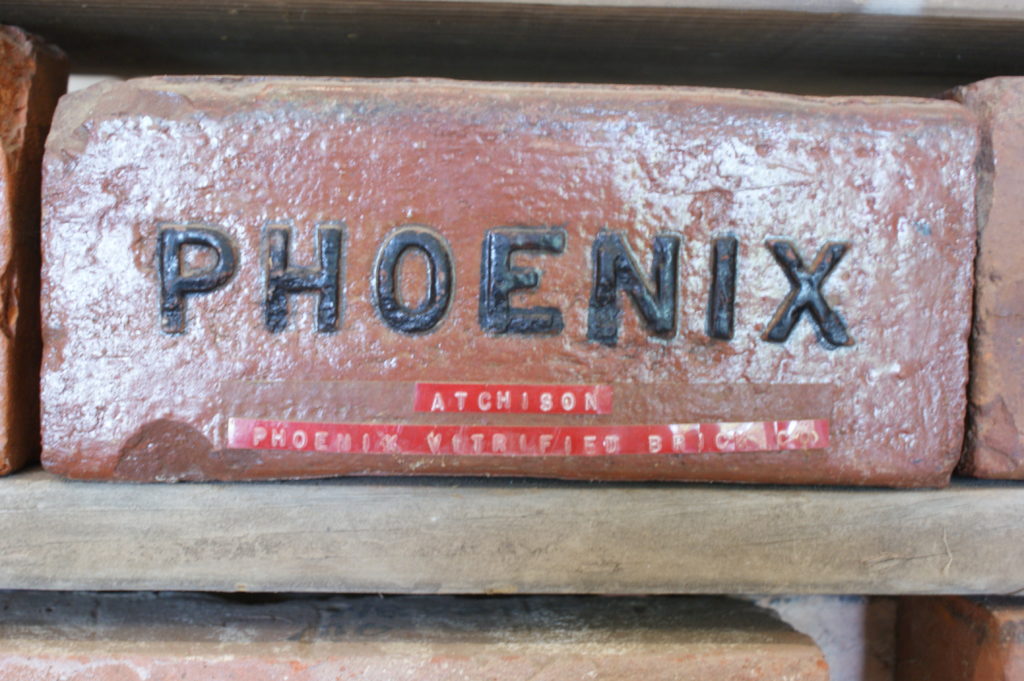 PHOENIX
ATCHISON
PHOENIX VITRIFIED BRICK CO